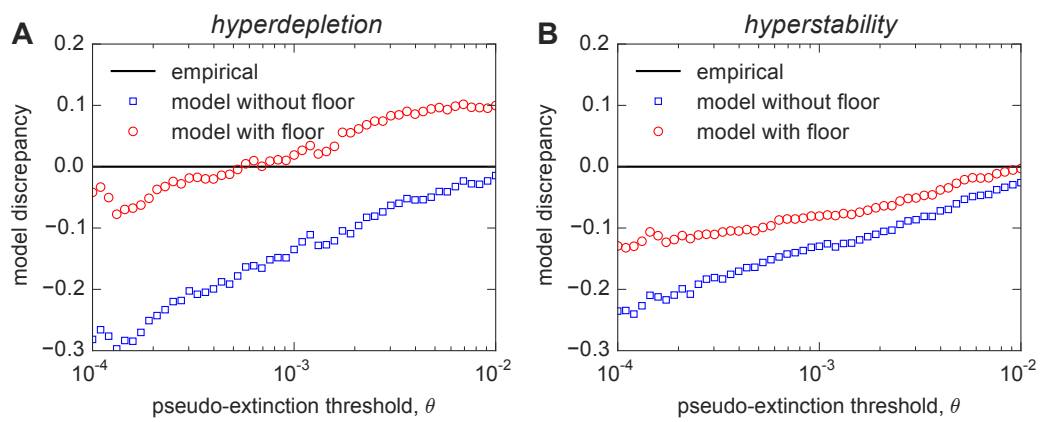 A
hyperdepletion
0.2
0.1
0.0
−0.1
−0.2
−0.3
model discrepancy
empirical
model without floor
model with floor
10⁻⁴
10⁻³
10⁻²
pseudo-extinction threshold, θ
B
hyperstability
0.2
0.1
0.0
−0.1
−0.2
−0.3
model discrepancy
empirical
model without floor
model with floor
10⁻⁴
10⁻³
10⁻²
pseudo-extinction threshold, θ